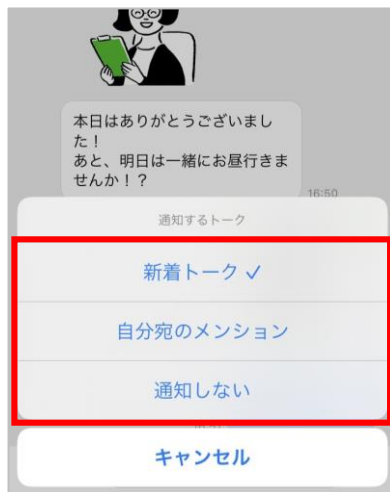 本日はありがとうございまし
た！
あと、明日は一緒にお昼行きま
せんか！？
16:50
通知するトーク
新着トーク ✓
自分宛のメンション
通知しない
キャンセル